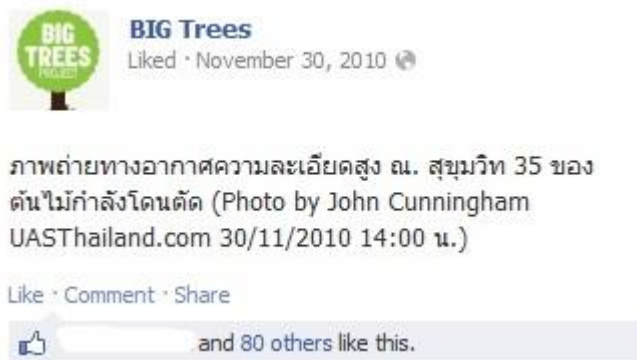 BIG
TREES
PROJECT
BIG Trees
Liked · November 30, 2010
ภาพถ่ายทางอากาศความละเอียดสูง ณ. สุขุมวิท 35 ของ
ต้นไม้กำลังโดนตัด (Photo by John Cunningham
UASThailand.com 30/11/2010 14:00 น.)
Like · Comment · Share
and 80 others like this.